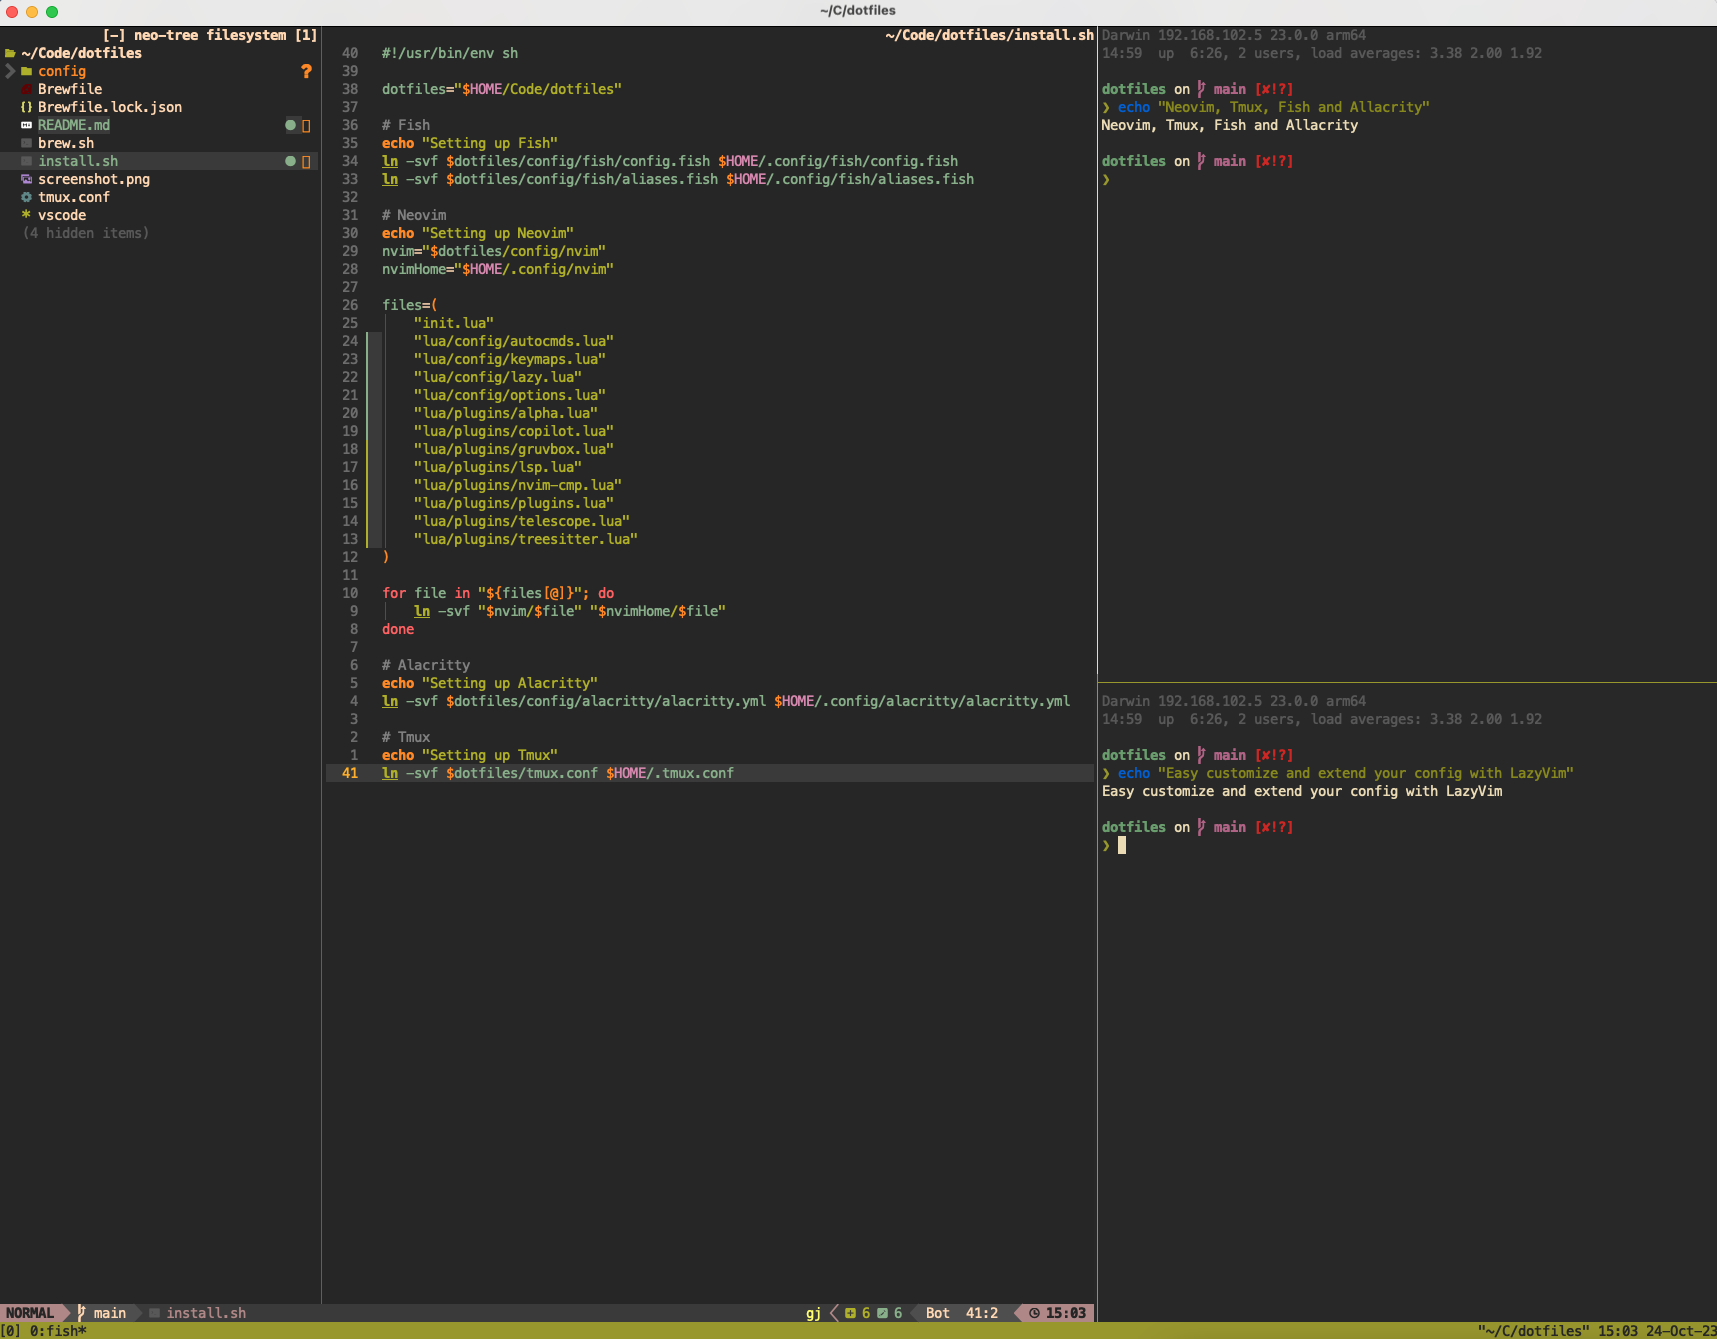 ~/C/dotfiles
[-] neo-tree filesystem [1]
~/Code/dotfiles
config ?
Brewfile
{} Brewfile.lock.json
README.md
brew.sh
install.sh
screenshot.png
tmux.conf
* vscode
(4 hidden items)
~/Code/dotfiles/install.sh
40 #!/usr/bin/env sh
39
38 dotfiles="$HOME/Code/dotfiles"
37
36 # Fish
35 echo "Setting up Fish"
34 ln -svf $dotfiles/config/fish/config.fish $HOME/.config/fish/config.fish
33 ln -svf $dotfiles/config/fish/aliases.fish $HOME/.config/fish/aliases.fish
32
31 # Neovim
30 echo "Setting up Neovim"
29 nvim="$dotfiles/config/nvim"
28 nvimHome="$HOME/.config/nvim"
27
26 files=(
25 "init.lua"
24 "lua/config/autocmds.lua"
23 "lua/config/keymaps.lua"
22 "lua/config/lazy.lua"
21 "lua/config/options.lua"
20 "lua/plugins/alpha.lua"
19 "lua/plugins/copilot.lua"
18 "lua/plugins/gruvbox.lua"
17 "lua/plugins/lsp.lua"
16 "lua/plugins/nvim-cmp.lua"
15 "lua/plugins/plugins.lua"
14 "lua/plugins/telescope.lua"
13 "lua/plugins/treesitter.lua"
12 )
11
10 for file in "${files[@]}"; do
9 ln -svf "$nvim/$file" "$nvimHome/$file"
8 done
7
6 # Alacritty
5 echo "Setting up Alacritty"
4 ln -svf $dotfiles/config/alacritty/alacritty.yml $HOME/.config/alacritty/alacritty.yml
3
2 # Tmux
1 echo "Setting up Tmux"
41 ln -svf $dotfiles/tmux.conf $HOME/.tmux.conf
Darwin 192.168.102.5 23.0.0 arm64
14:59 up 6:26, 2 users, load averages: 3.38 2.00 1.92
dotfiles on main [✘!?]
❯ echo "Neovim, Tmux, Fish and Allacrity"
Neovim, Tmux, Fish and Allacrity
dotfiles on main [✘!?]
❯
Darwin 192.168.102.5 23.0.0 arm64
14:59 up 6:26, 2 users, load averages: 3.38 2.00 1.92
dotfiles on main [✘!?]
❯ echo "Easy customize and extend your config with LazyVim"
Easy customize and extend your config with LazyVim
dotfiles on main [✘!?]
❯
NORMAL main install.sh gj 6 6 Bot 41:2 15:03
[0] 0:fish* "~/C/dotfiles" 15:03 24-Oct-23